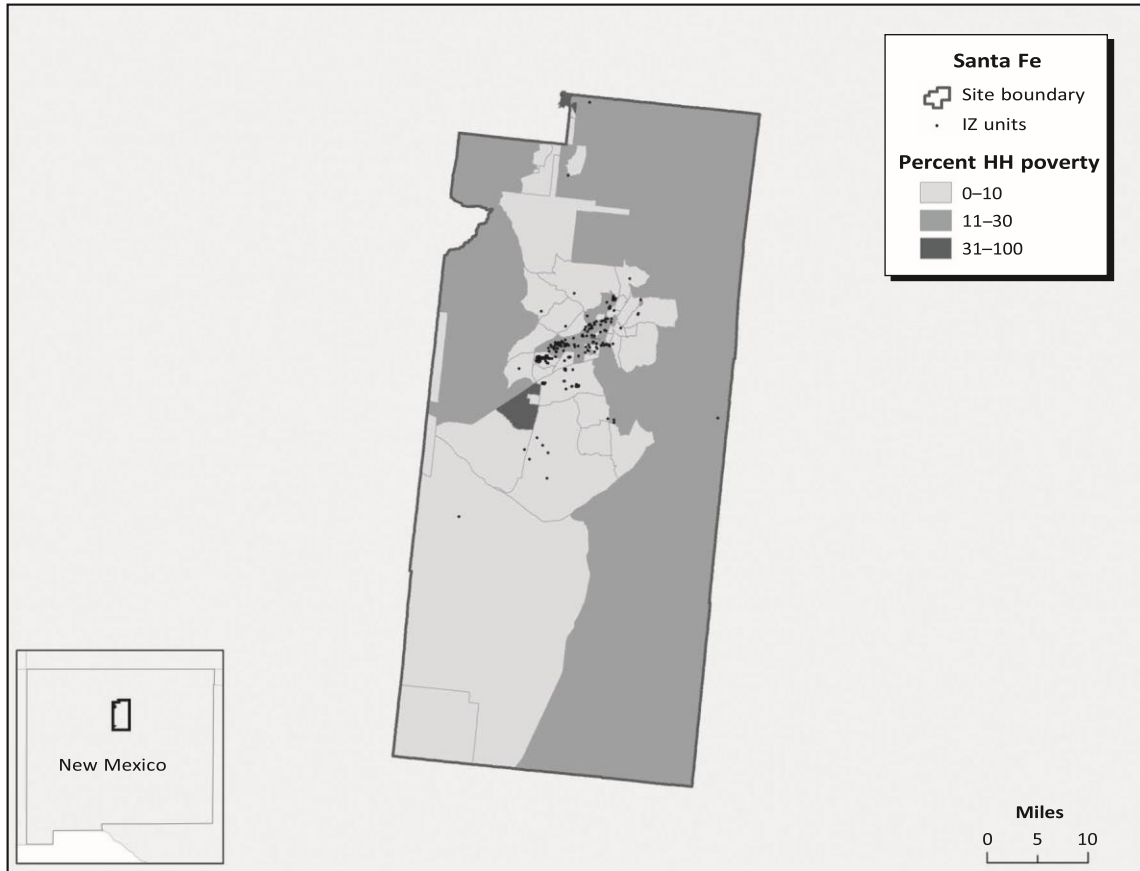 Santa Fe
Site boundary
IZ units
Percent HH poverty
0–10
11–30
31–100
New Mexico
Miles
0 5 10